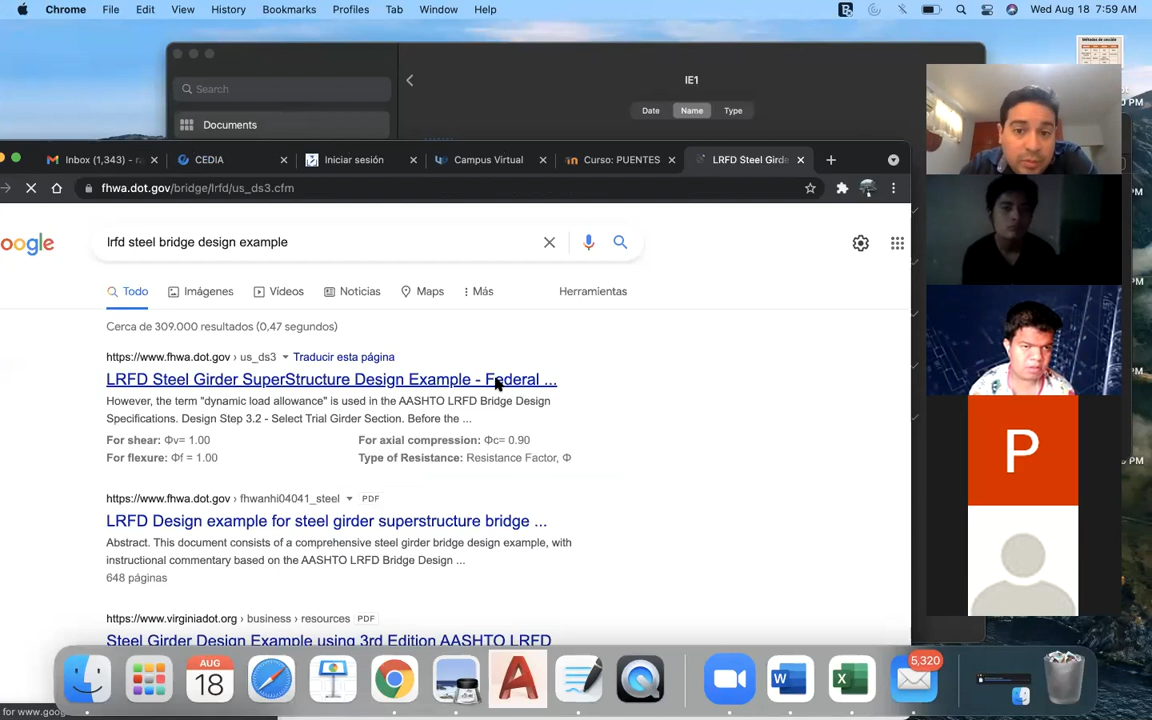 Chrome File Edit View History Bookmarks Profiles Tab Window Help Wed Aug 18 7:59 AM
Search
IE1
Date Name Type
Documents
Inbox (1,343) - CEDIA Iniciar sesión Campus Virtual Curso: PUENTES LRFD Steel Girde
fhwa.dot.gov/bridge/lrfd/us_ds3.cfm
oogle
lrfd steel bridge design example
Todo Imágenes Vídeos Noticias Maps Más Herramientas
Cerca de 309.000 resultados (0,47 segundos)
https://www.fhwa.dot.gov › us_ds3 Traducir esta página
LRFD Steel Girder SuperStructure Design Example - Federal ...
However, the term "dynamic load allowance" is used in the AASHTO LRFD Bridge Design
Specifications. Design Step 3.2 - Select Trial Girder Section. Before the ...
For shear: Φv= 1.00 For axial compression: Φc= 0.90
For flexure: Φf = 1.00 Type of Resistance: Resistance Factor, Φ
https://www.fhwa.dot.gov › fhwanhi04041_steel PDF
LRFD Design example for steel girder superstructure bridge ...
Abstract. This document consists of a comprehensive steel girder bridge design example, with
instructional commentary based on the AASHTO LRFD Bridge Design ...
648 páginas
https://www.virginiadot.org › business › resources PDF
Steel Girder Design Example using 3rd Edition AASHTO LRFD
P
AUG
18
5,320
for www.goog